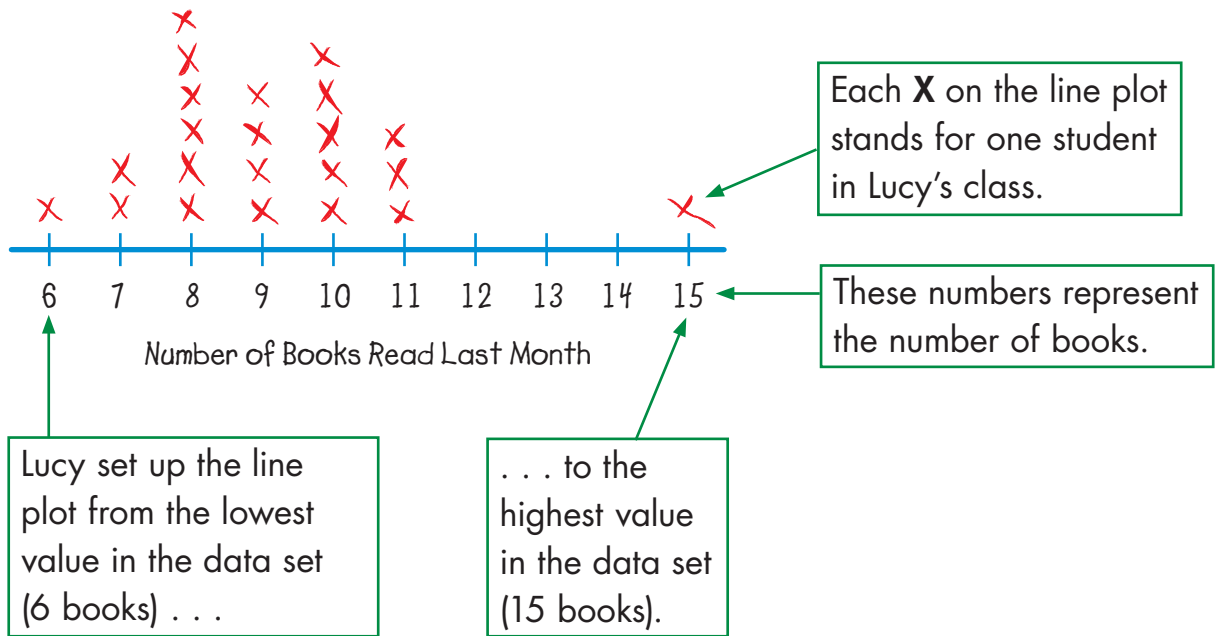 Each X on the line plot
stands for one student
in Lucy's class.
6 7 8 9 10 11 12 13 14 15
These numbers represent
the number of books.
Number of Books Read Last Month
Lucy set up the line
plot from the lowest
value in the data set
(6 books) . . .
. . . to the
highest value
in the data set
(15 books).